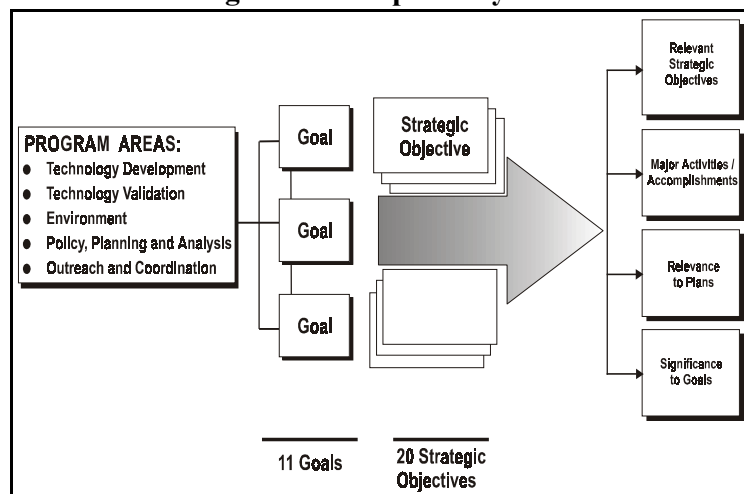 PROGRAM AREAS:
Technology Development
Technology Validation
Environment
Policy, Planning and Analysis
Outreach and Coordination
Goal
Goal
Goal
Strategic
Objective
Relevant
Strategic
Objectives
Major Activities /
Accomplishments
Relevance
to Plans
Significance
to Goals
11 Goals
20 Strategic
Objectives